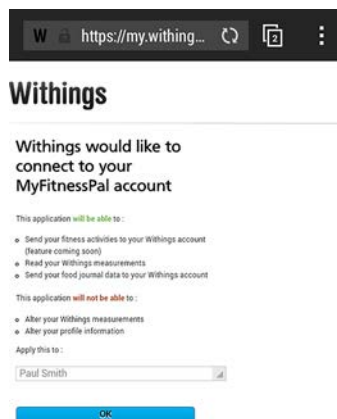 W https://my.withing... 2
Withings
Withings would like to
connect to your
MyFitnessPal account
This application will be able to :
Send your fitness activities to your Withings account
(feature coming soon)
Read your Withings measurements
Send your food journal data to your Withings account
This application will not be able to :
Alter your Withings measurements
Alter your profile information
Apply this to :
Paul Smith
OK